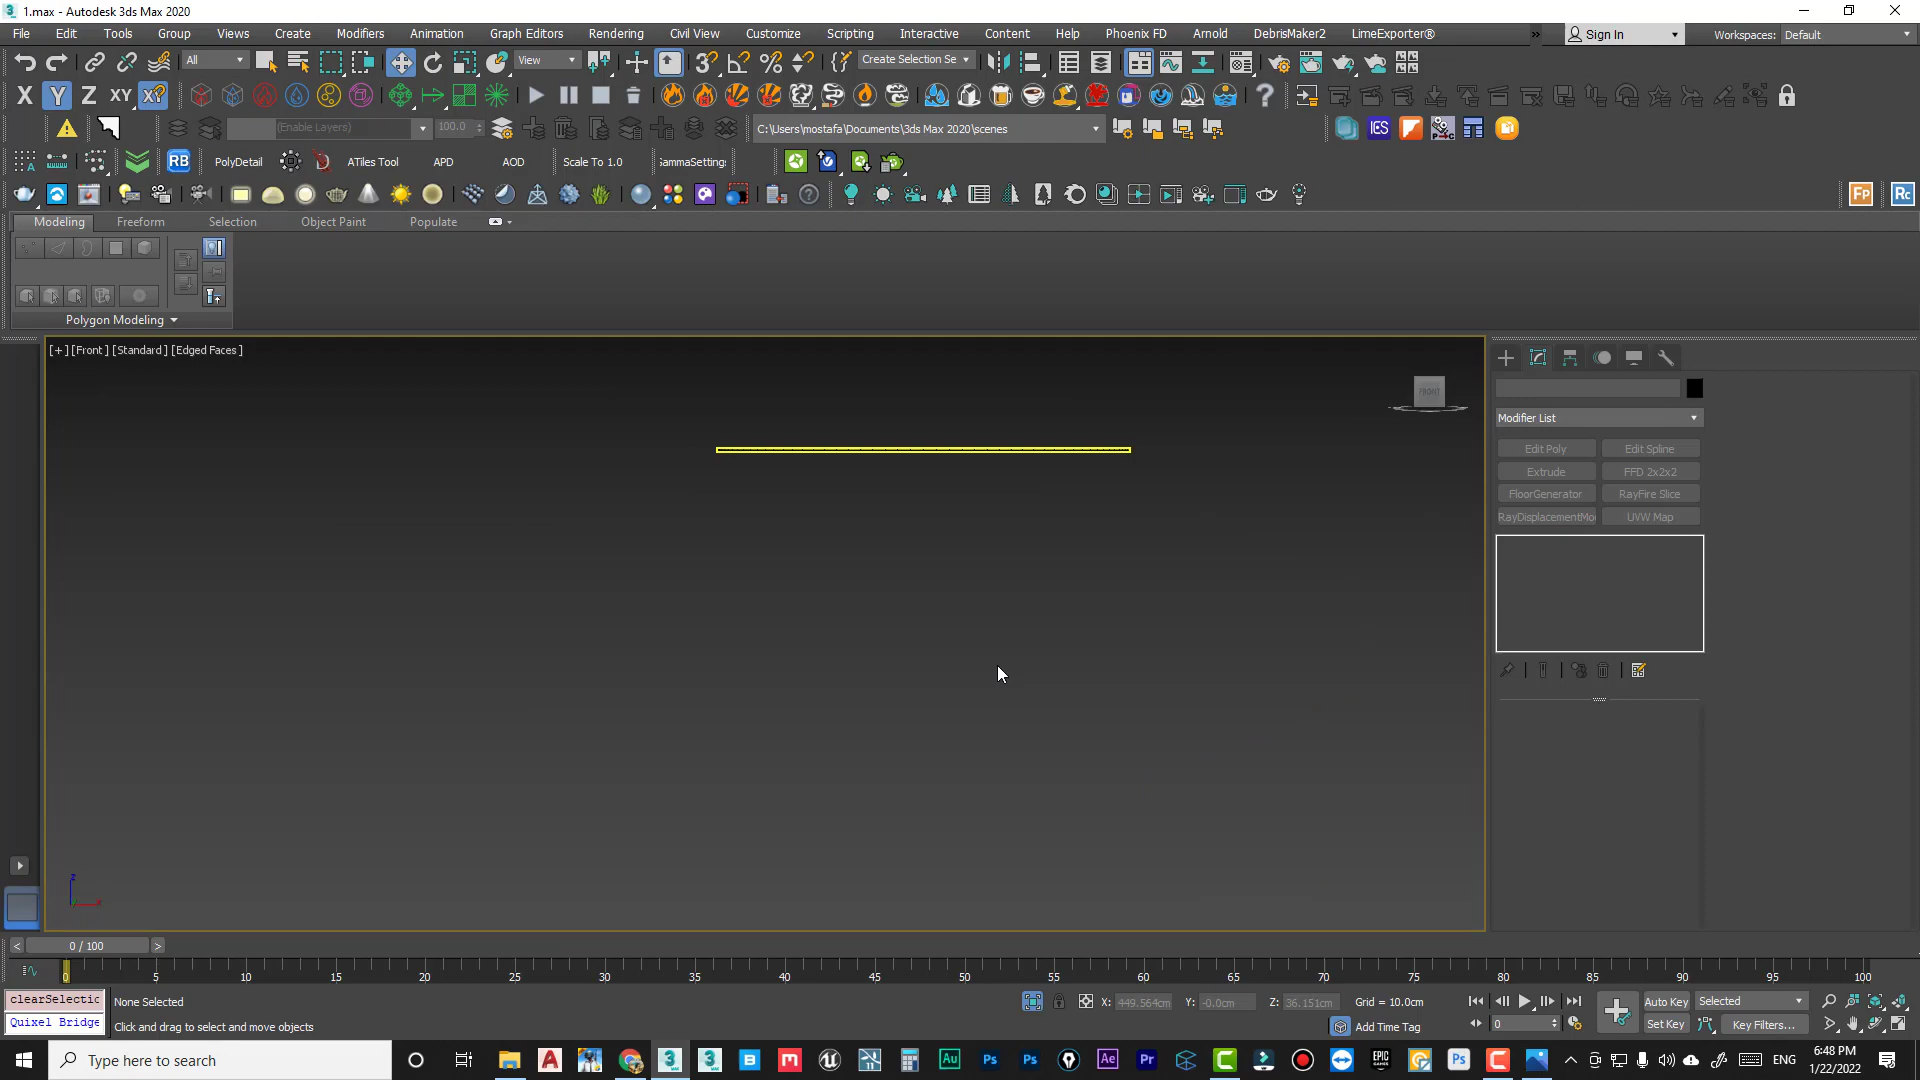 1.max - Autodesk 3ds Max 2020
File Edit Tools Group Views Create Modifiers Animation Graph Editors Rendering Civil View Customize Scripting Interactive Content Help Phoenix FD Arnold DebrisMaker2 LimeExporter® » Sign In Workspaces: Default
All View Create Selection Se
X Y Z XY
(Enable Layers) 100.0 C:\Users\mostafa\Documents\3ds Max 2020\scenes IES
RB PolyDetail ATiles Tool APD AOD Scale To 1.0 GammaSettings
Fp Rc
Modeling Freeform Selection Object Paint Populate
Polygon Modeling
[+] [Front] [Standard] [Edged Faces]
FRONT
Modifier List
Edit Poly Edit Spline
Extrude FFD 2x2x2
FloorGenerator RayFire Slice
RayDisplacementMo UVW Map
z
x
< 0 / 100 >
0 5 10 15 20 25 30 35 40 45 50 55 60 65 70 75 80 85 90 95 100
clearSelectio None Selected X: 449.564cm Y: -0.0cm Z: 36.151cm Grid = 10.0cm Auto Key Selected
Quixel Bridge Click and drag to select and move objects Add Time Tag 0 Set Key Key Filters...
Type here to search ENG 6:48 PM
1/22/2022